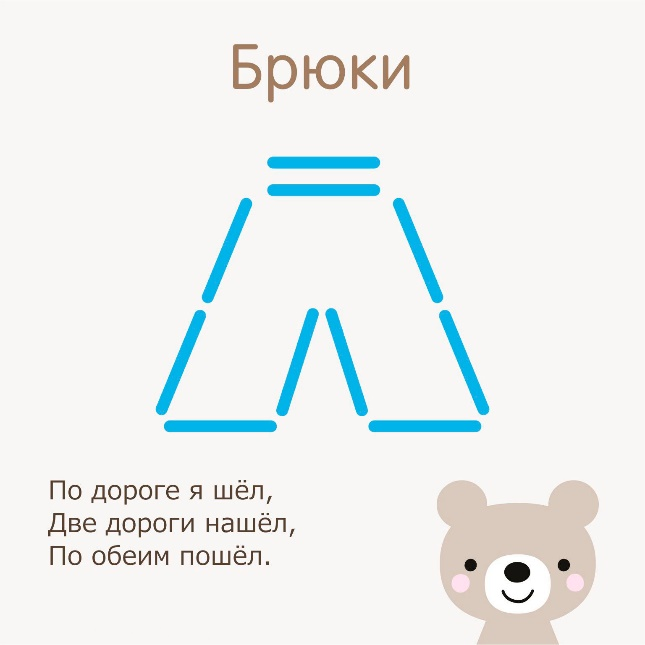 Брюки
По дороге я шёл,
Две дороги нашёл,
По обеим пошёл.